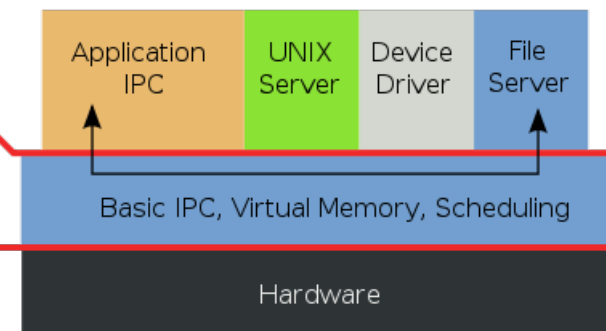 Application
IPC
UNIX
Server
Device
Driver
File
Server
Basic IPC, Virtual Memory, Scheduling
Hardware